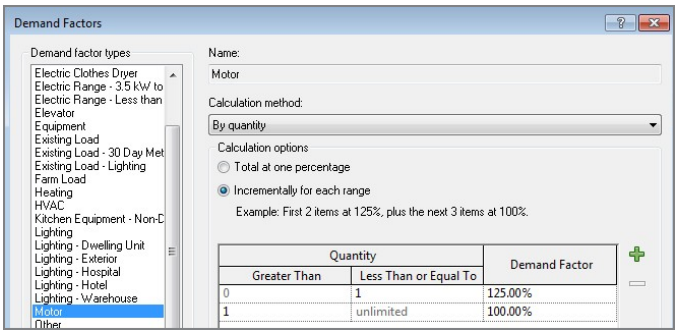 Demand Factors
Demand factor types
Electric Clothes Dryer
Electric Range - 3.5 kW to
Electric Range - Less than
Elevator
Equipment
Existing Load
Existing Load - 30 Day Met
Existing Load - Lighting
Farm Load
Heating
HVAC
Kitchen Equipment - Non-D
Lighting
Lighting - Dwelling Unit
Lighting - Exterior
Lighting - Hospital
Lighting - Hotel
Lighting - Warehouse
Motor
Other
Name:
Motor
Calculation method:
By quantity
Calculation options
Total at one percentage
Incrementally for each range
Example: First 2 items at 125%, plus the next 3 items at 100%.
Quantity
Demand Factor
Greater Than
Less Than or Equal To
0 1 125.00%
1 unlimited 100.00%